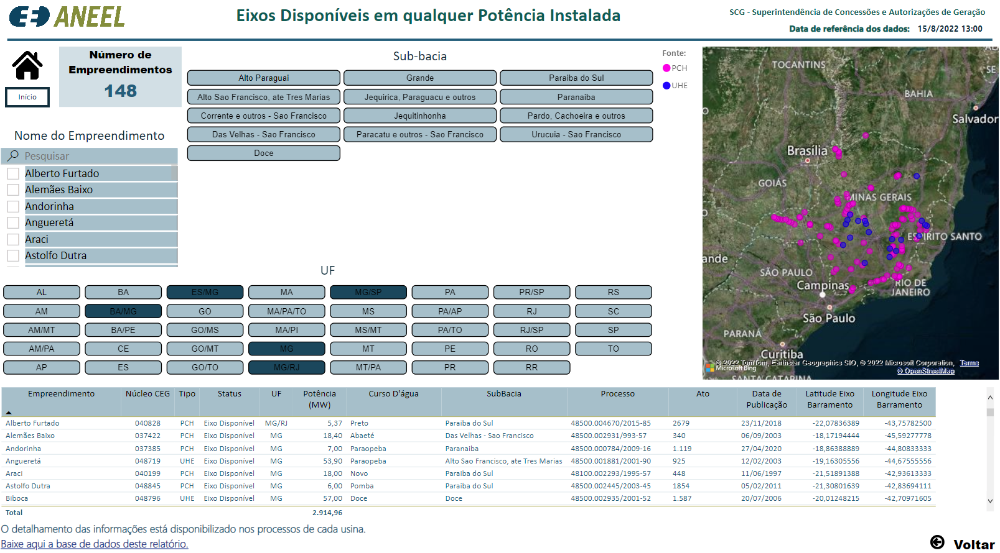 ANEEL
Eixos Disponíveis em qualquer Potência Instalada
SCG - Superintendência de Concessões e Autorizações de Geração
Data de referência dos dados: 15/8/2022 13:00
Início
Número de
Empreendimentos
148
Nome do Empreendimento
Pesquisar
Alberto Furtado
Alemães Baixo
Andorinha
Angueretá
Araci
Astolfo Dutra
Sub-bacia
Alto Paraguai Grande Paraiba do Sul
Alto Sao Francisco, ate Tres Marias Jequirica, Paraguacu e outros Paranaiba
Corrente e outros - Sao Francisco Jequitinhonha Pardo, Cachoeira e outros
Das Velhas - Sao Francisco Paracatu e outros - Sao Francisco Urucuia - Sao Francisco
Doce
Fonte:
PCH
UHE
TOCANTINS
SE
BAHIA
Salvador
Brasília
GOIÁS
MINAS GERAIS
ESPÍRITO SANTO
ande
SÃO PAULO
Campinas
RIO DE
JANEIRO
São Paulo
PARANÁ
Curitiba
© 2022 TomTom, Earthstar Geographics SIO, © 2022 Microsoft Corporation, Terms
Microsoft Bing
© OpenStreetMap
SANTA CATARINA
UF
AL BA ES/MG MA MG/SP PA PR/SP RS
AM BA/MG GO MA/PA/TO MS PA/AP RJ SC
AM/MT BA/PE GO/MS MA/PI MS/MT PA/TO RJ/SP SP
AM/PA CE GO/MT MG MT PE RO TO
AP ES GO/TO MG/RJ MT/PA PR RR
Empreendimento Núcleo CEG Tipo Status UF Potência (MW) Curso D'água SubBacia Processo Ato Data de Publicação Latitude Eixo Barramento Longitude Eixo Barramento
Alberto Furtado 040828 PCH Eixo Disponível MG/RJ 5,37 Preto Paraiba do Sul 48500.004670/2015-85 2679 23/11/2018 -22,07836389 -43,75782500
Alemães Baixo 037422 PCH Eixo Disponível MG 18,40 Abaeté Das Velhas - Sao Francisco 48500.002931/993-57 340 06/09/2003 -18,17194444 -45,59277778
Andorinha 037385 PCH Eixo Disponível MG 7,00 Paraopeba Paranaiba 48500.000784/2009-16 1.119 27/04/2020 -18,86388889 -44,80833333
Angueretá 048719 UHE Eixo Disponível MG 53,90 Paraopeba Alto Sao Francisco, ate Tres Marias 48500.001881/2001-90 925 12/02/2003 -19,16305556 -44,67555556
Araci 040199 PCH Eixo Disponível MG 18,00 Novo Paraiba do Sul 48100.002293/1995-57 448 11/06/1997 -21,51891388 -42,93613333
Astolfo Dutra 048845 PCH Eixo Disponível MG 6,00 Pomba Paraiba do Sul 48500.002445/2003-45 1854 05/02/2011 -21,30801639 -42,83694111
Biboca 048796 UHE Eixo Disponível MG 57,00 Doce Doce 48500.002935/2001-52 1.587 20/07/2006 -20,01248215 -42,70971605
Total 2.914,96
O detalhamento das informações está disponibilizado nos processos de cada usina.
Baixe aqui a base de dados deste relatório.
Voltar